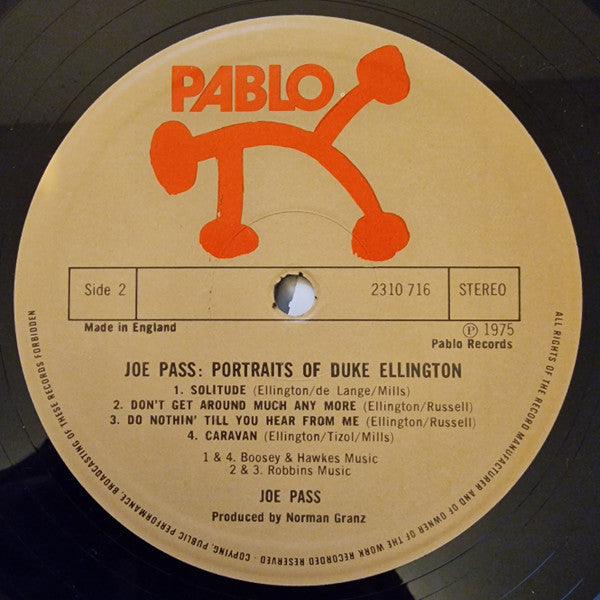 PABLO
Side 2
2310 716
STEREO
Made in England
Ⓟ 1975
Pablo Records
JOE PASS: PORTRAITS OF DUKE ELLINGTON
1. SOLITUDE (Ellington/de Lange/Mills)
2. DON'T GET AROUND MUCH ANY MORE (Ellington/Russell)
3. DO NOTHIN' TILL YOU HEAR FROM ME (Ellington/Russell)
4. CARAVAN (Ellington/Tizol/Mills)
1 & 4. Boosey & Hawkes Music
2 & 3. Robbins Music
JOE PASS
Produced by Norman Granz
ALL RIGHTS OF THE RECORD MANUFACTURER AND OF OWNER OF THE WORK RECORDED RESERVED - COPYING, PUBLIC PERFORMANCE, BROADCASTING OF THESE RECORDS FORBIDDEN